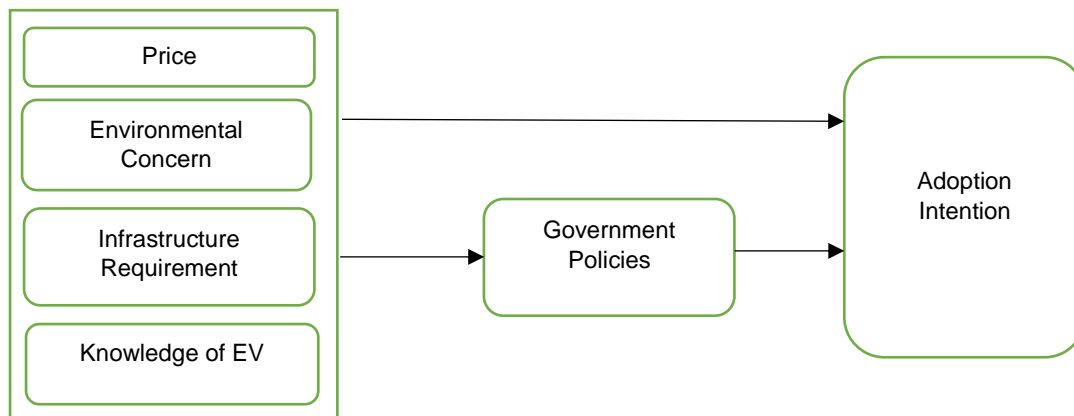 Price
Environmental
Concern
Infrastructure
Requirement
Knowledge of EV
Government
Policies
Adoption
Intention